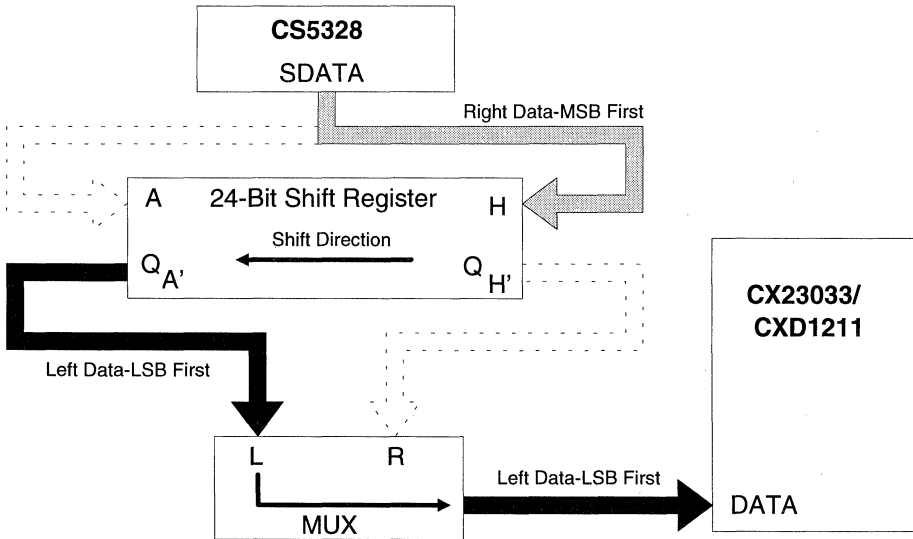 CS5328
SDATA
Right Data-MSB First
A 24-Bit Shift Register H
Shift Direction
QA' QH'
CX23033/
CXD1211
Left Data-LSB First
L R
Left Data-LSB First
MUX
DATA